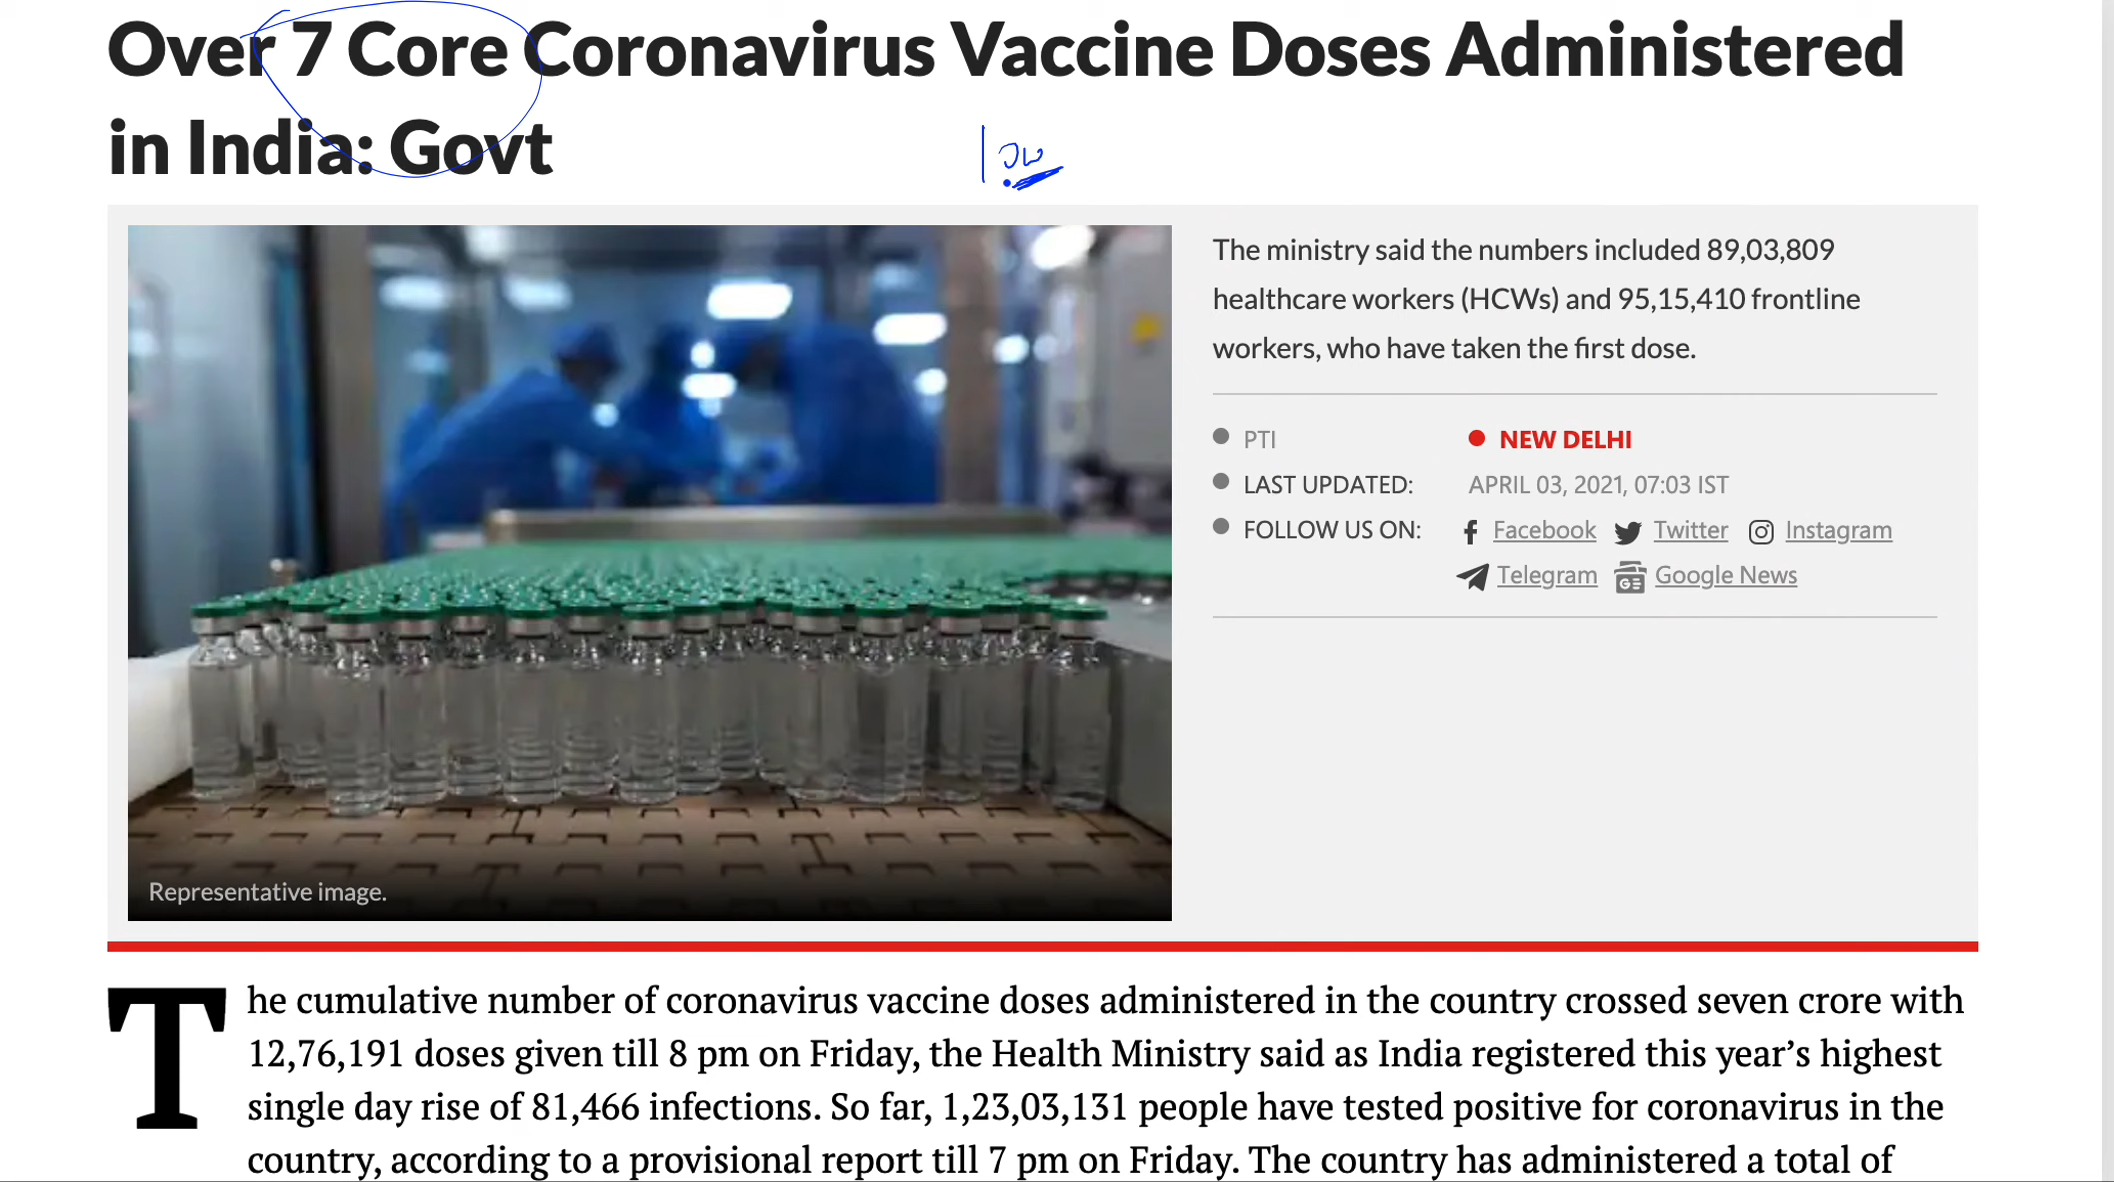 Over 7 Core Coronavirus Vaccine Doses Administered
in India: Govt
The ministry said the numbers included 89,03,809
healthcare workers (HCWs) and 95,15,410 frontline
workers, who have taken the first dose.
PTI NEW DELHI
LAST UPDATED: APRIL 03, 2021, 07:03 IST
FOLLOW US ON: Facebook Twitter Instagram
Telegram Google News
Representative image.
The cumulative number of coronavirus vaccine doses administered in the country crossed seven crore with
12,76,191 doses given till 8 pm on Friday, the Health Ministry said as India registered this year’s highest
single day rise of 81,466 infections. So far, 1,23,03,131 people have tested positive for coronavirus in the
country, according to a provisional report till 7 pm on Friday. The country has administered a total of